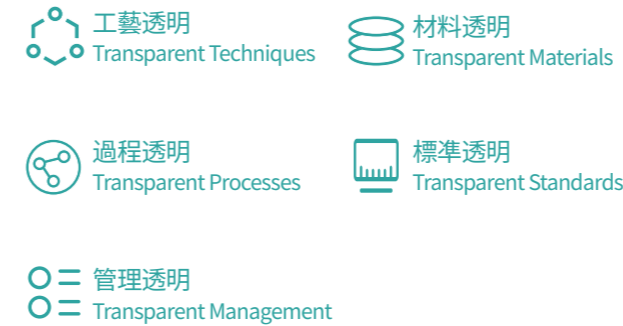 工藝透明
Transparent Techniques
材料透明
Transparent Materials
過程透明
Transparent Processes
標準透明
Transparent Standards
管理透明
Transparent Management